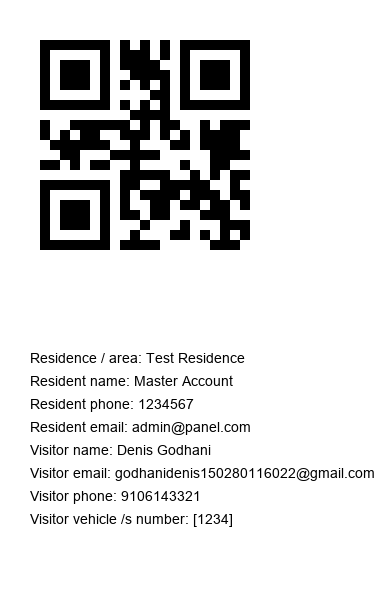 Residence / area: Test Residence
Resident name: Master Account
Resident phone: 1234567
Resident email: admin@panel.com
Visitor name: Denis Godhani
Visitor email: godhanidenis150280116022@gmail.com
Visitor phone: 9106143321
Visitor vehicle /s number: [1234]